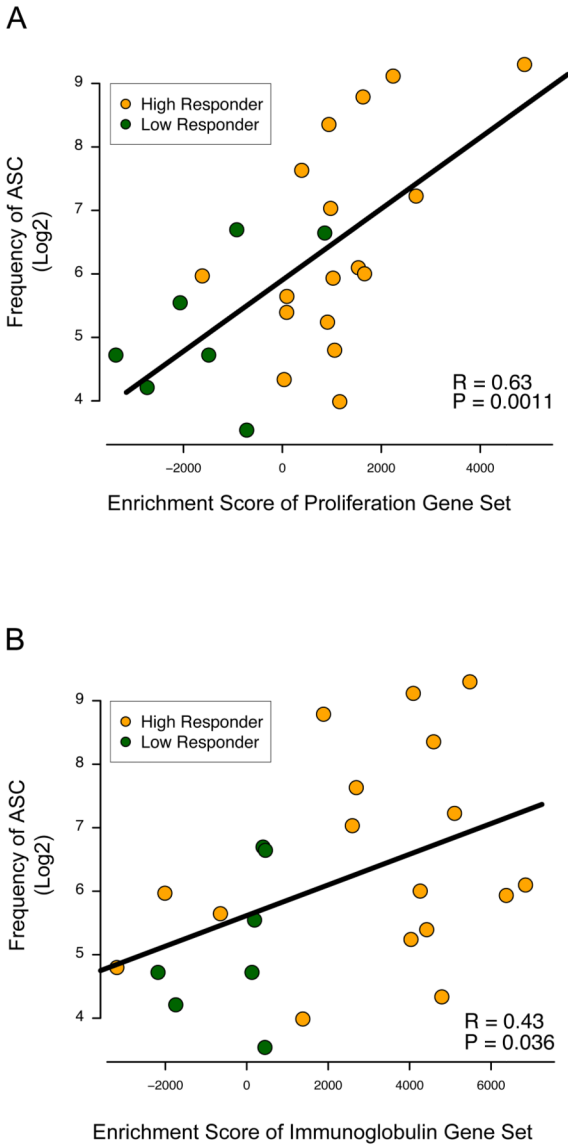 A
High Responder
Low Responder
9
8
7
6
5
4
Frequency of ASC
(Log2)
R = 0.63
P = 0.0011
−2000
0
2000
4000
Enrichment Score of Proliferation Gene Set
B
High Responder
Low Responder
9
8
7
6
5
4
Frequency of ASC
(Log2)
R = 0.43
P = 0.036
−2000
0
2000
4000
6000
Enrichment Score of Immunoglobulin Gene Set